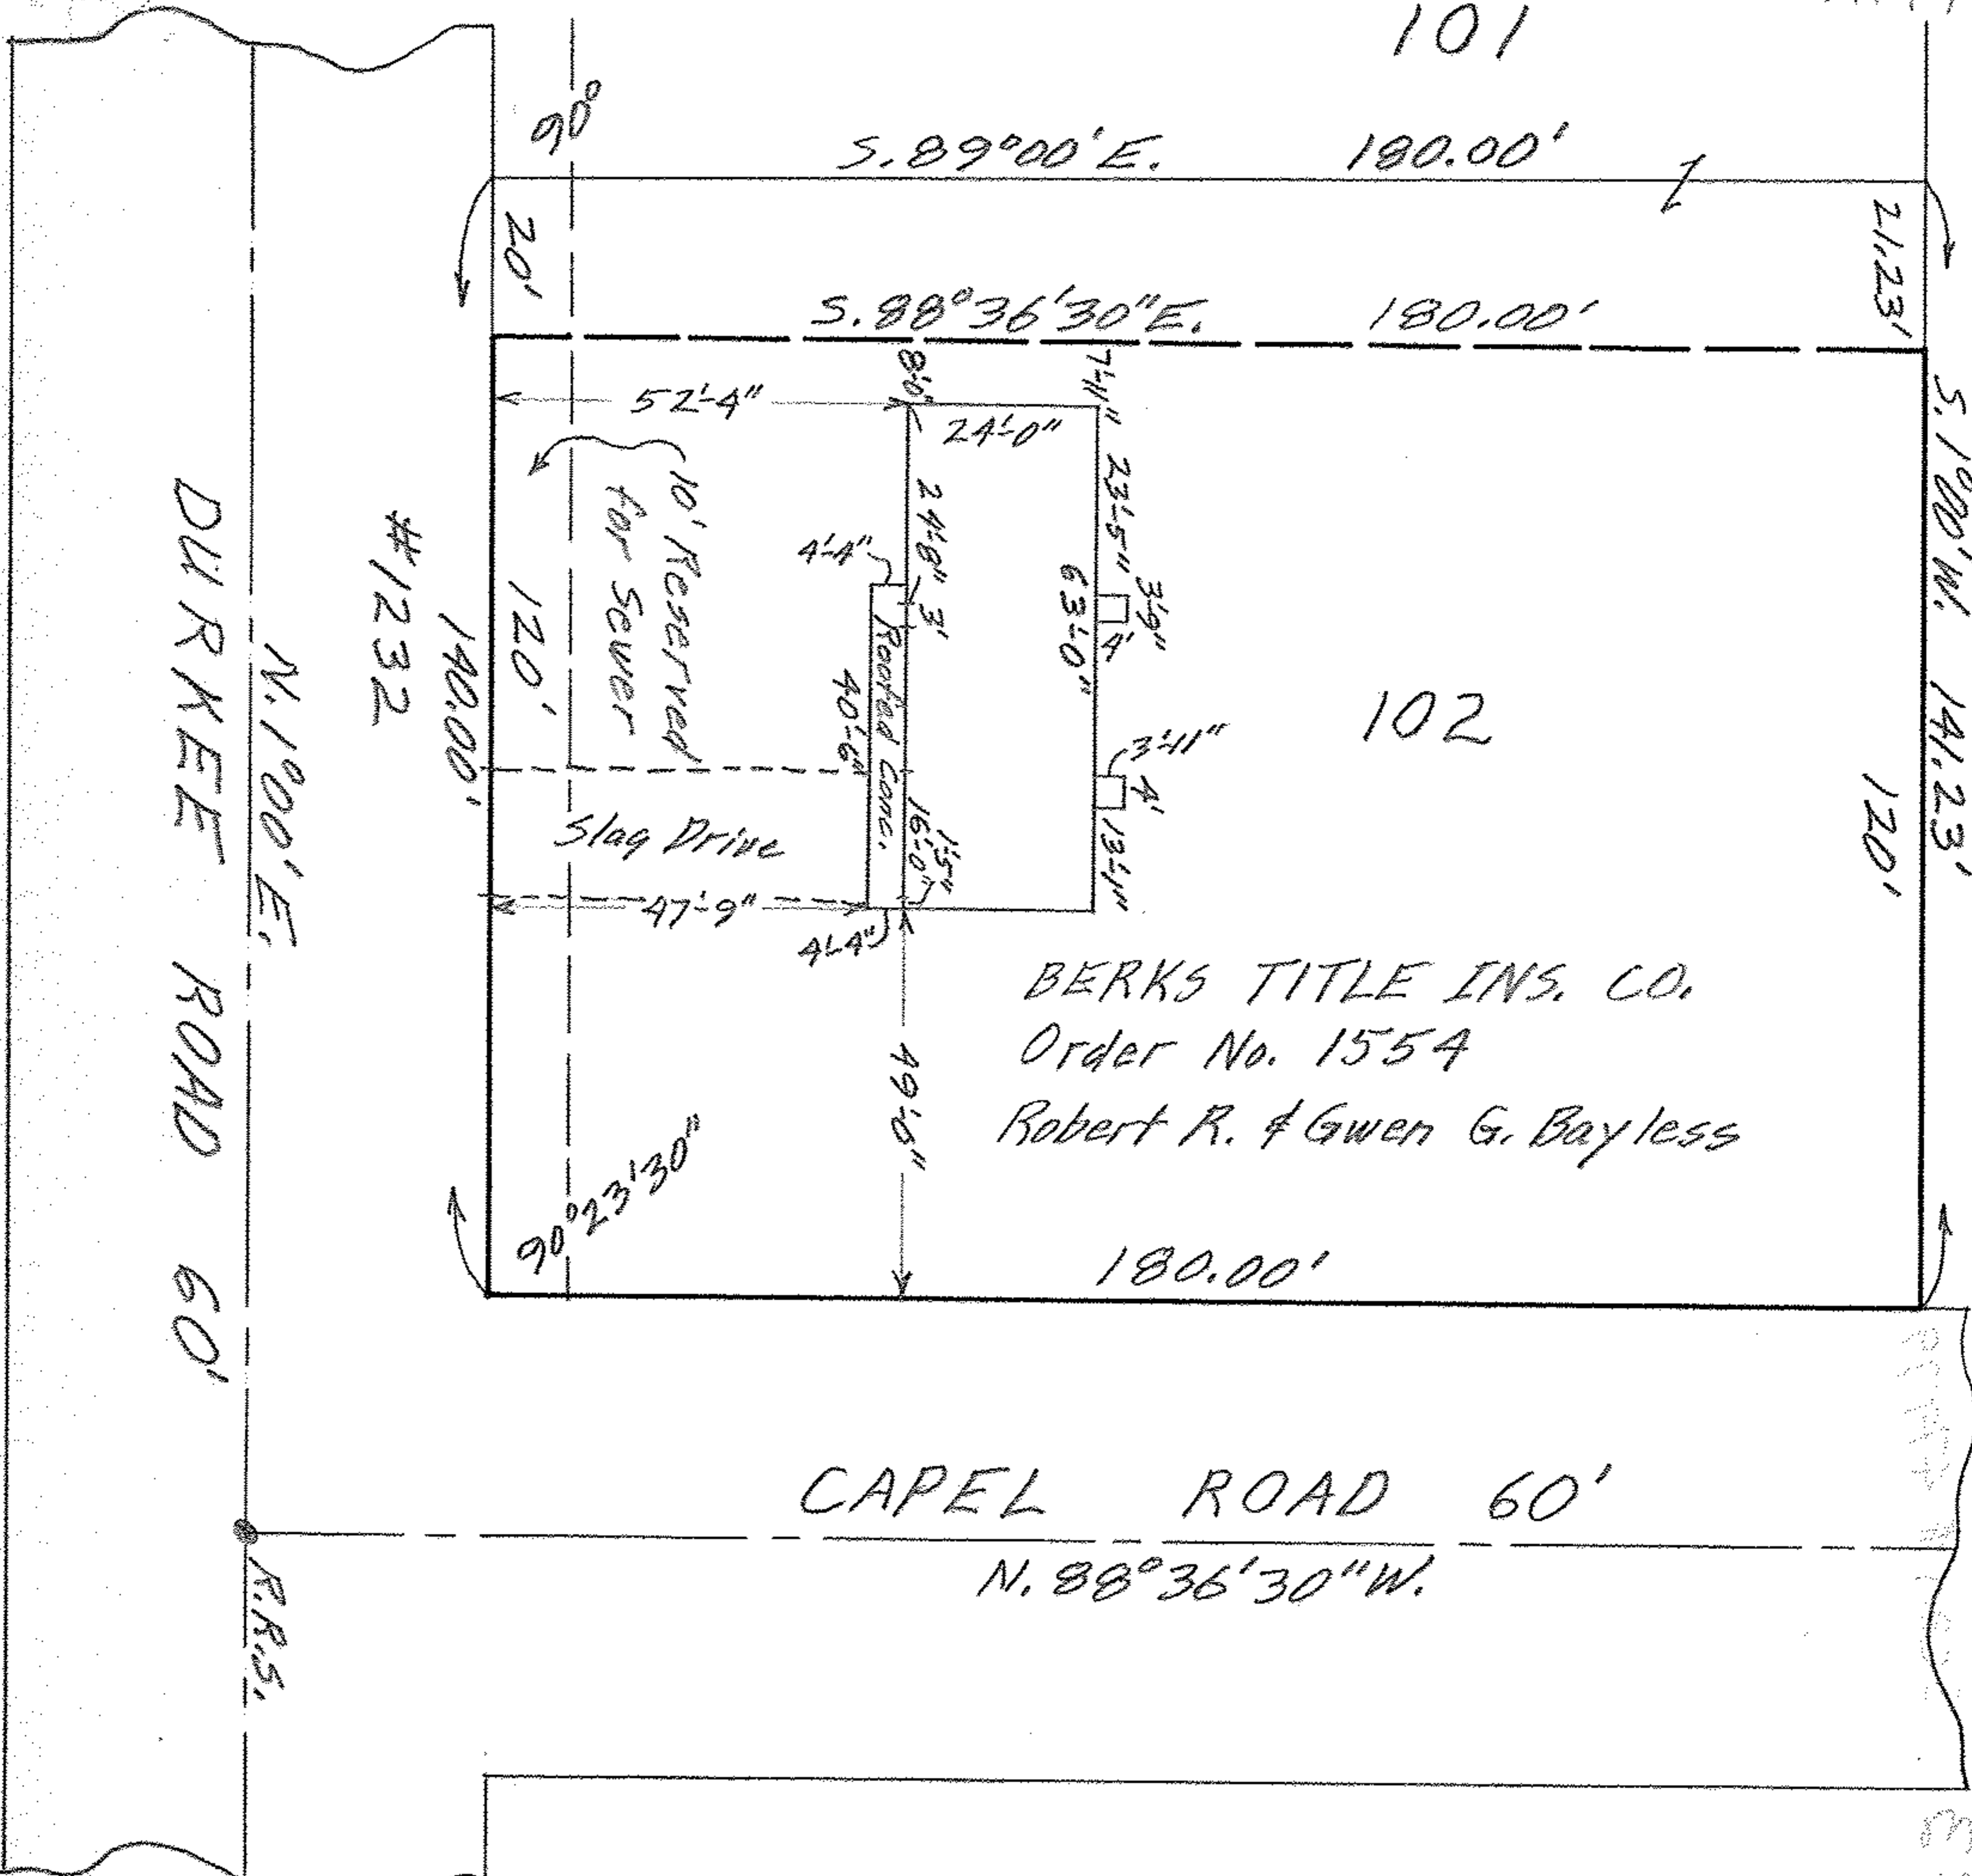 101
90°
S. 89°00' E. 180.00'
20'
21.23'
S. 88°36'30" E. 180.00'
8'-0"
7'-11"
52'-4"
24'-0"
S. 1°00' W. 141.23'
10' Reserved
for Sewer
24'-8"
3'
23'-5"
4'-4"
3'-9"
4'
63'-0"
#1232
140.00'
120'
Roofed Conc.
40'-6"
102
3'-11"
4'
13'-1"
120'
Slag Drive
16'-0"
1'-5"
47'-9"
4'-4"
DURKEE ROAD 60'
N. 1°00' E.
BERKS TITLE INS. CO.
Order No. 1554
Robert R. & Gwen G. Bayless
49'-6"
90°23'30"
180.00'
CAPEL ROAD 60'
N. 88°36'30" W.
R.R.S.